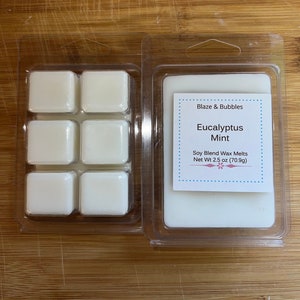 Blaze & Bubbles
Eucalyptus
Mint
Soy Blend Wax Melts
Net Wt 2.5 oz (70.9g)